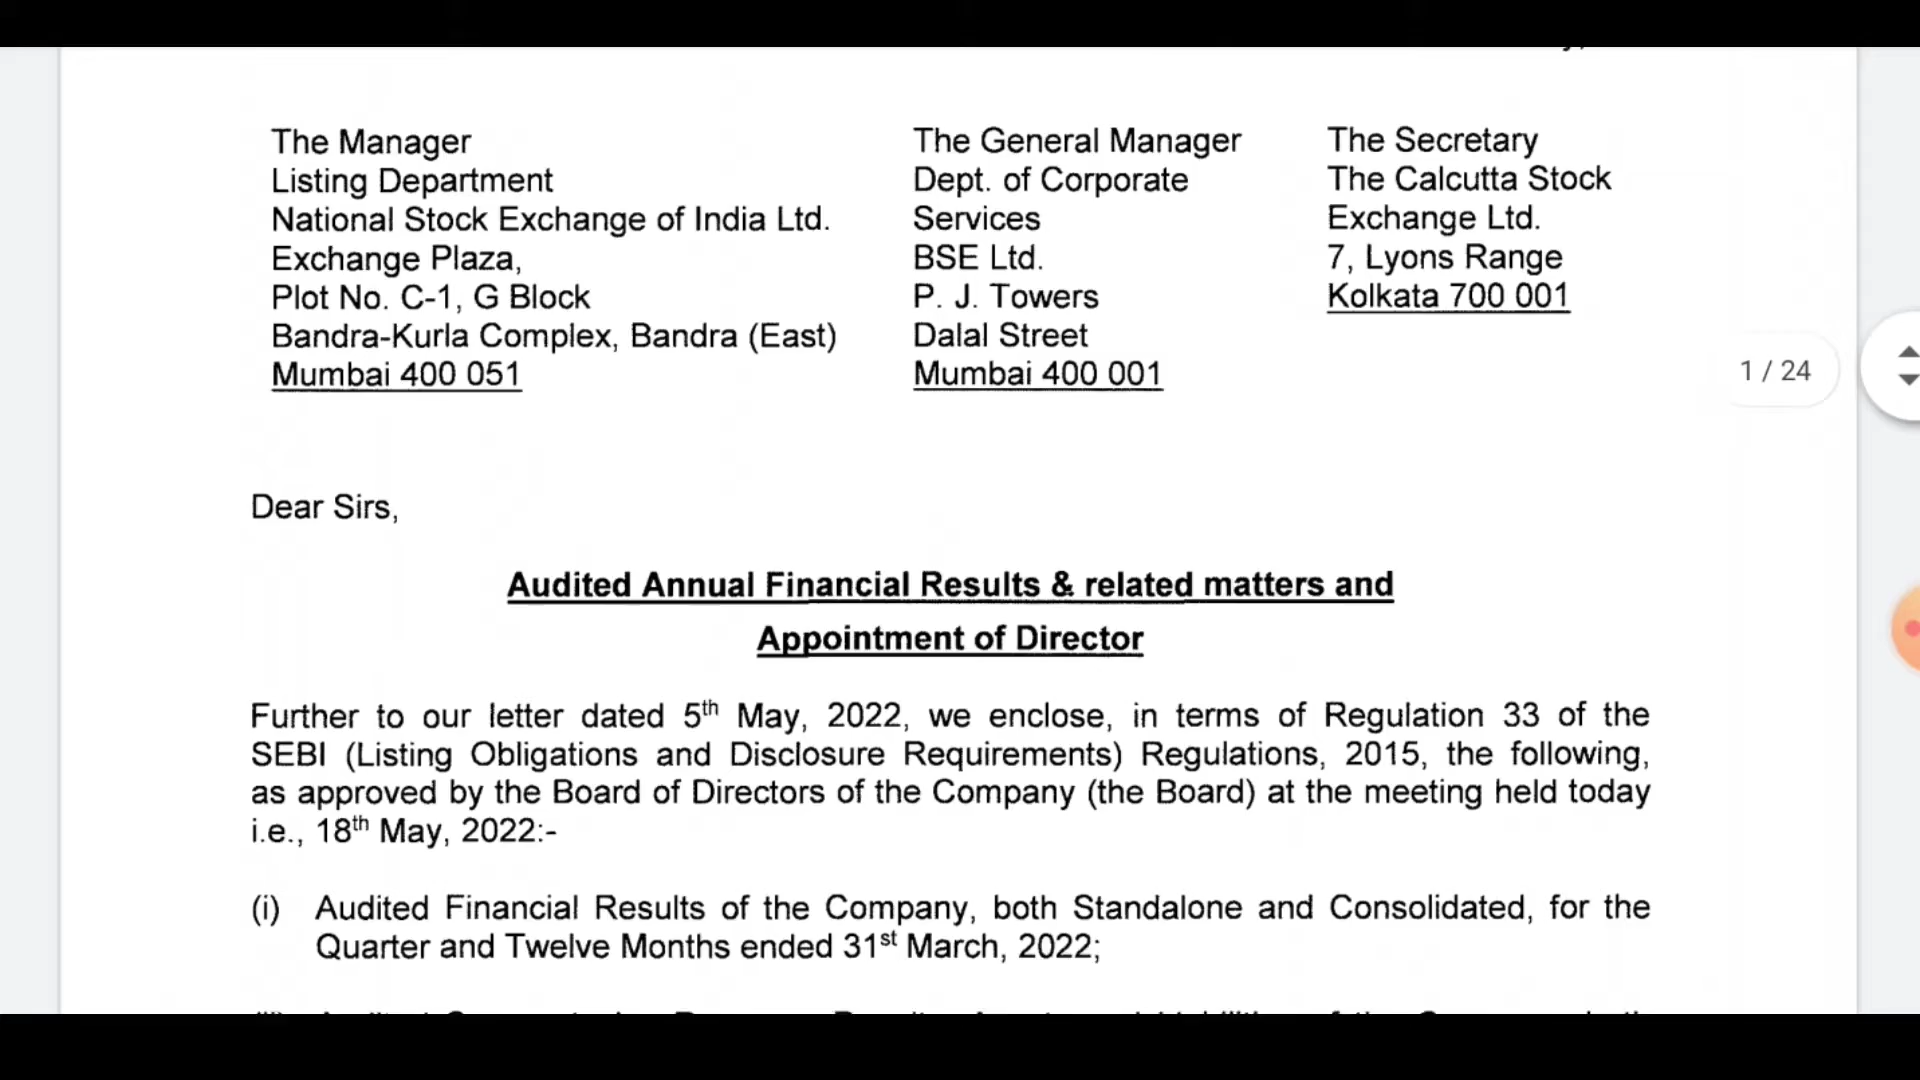 The Manager
Listing Department
National Stock Exchange of India Ltd.
Exchange Plaza,
Plot No. C-1, G Block
Bandra-Kurla Complex, Bandra (East)
Mumbai 400 051
The General Manager
Dept. of Corporate
Services
BSE Ltd.
P. J. Towers
Dalal Street
Mumbai 400 001
The Secretary
The Calcutta Stock
Exchange Ltd.
7, Lyons Range
Kolkata 700 001
1 / 24
Dear Sirs,
Audited Annual Financial Results & related matters and
Appointment of Director
Further to our letter dated 5th May, 2022, we enclose, in terms of Regulation 33 of the
SEBI (Listing Obligations and Disclosure Requirements) Regulations, 2015, the following,
as approved by the Board of Directors of the Company (the Board) at the meeting held today
i.e., 18th May, 2022:-
(i) Audited Financial Results of the Company, both Standalone and Consolidated, for the
Quarter and Twelve Months ended 31st March, 2022;